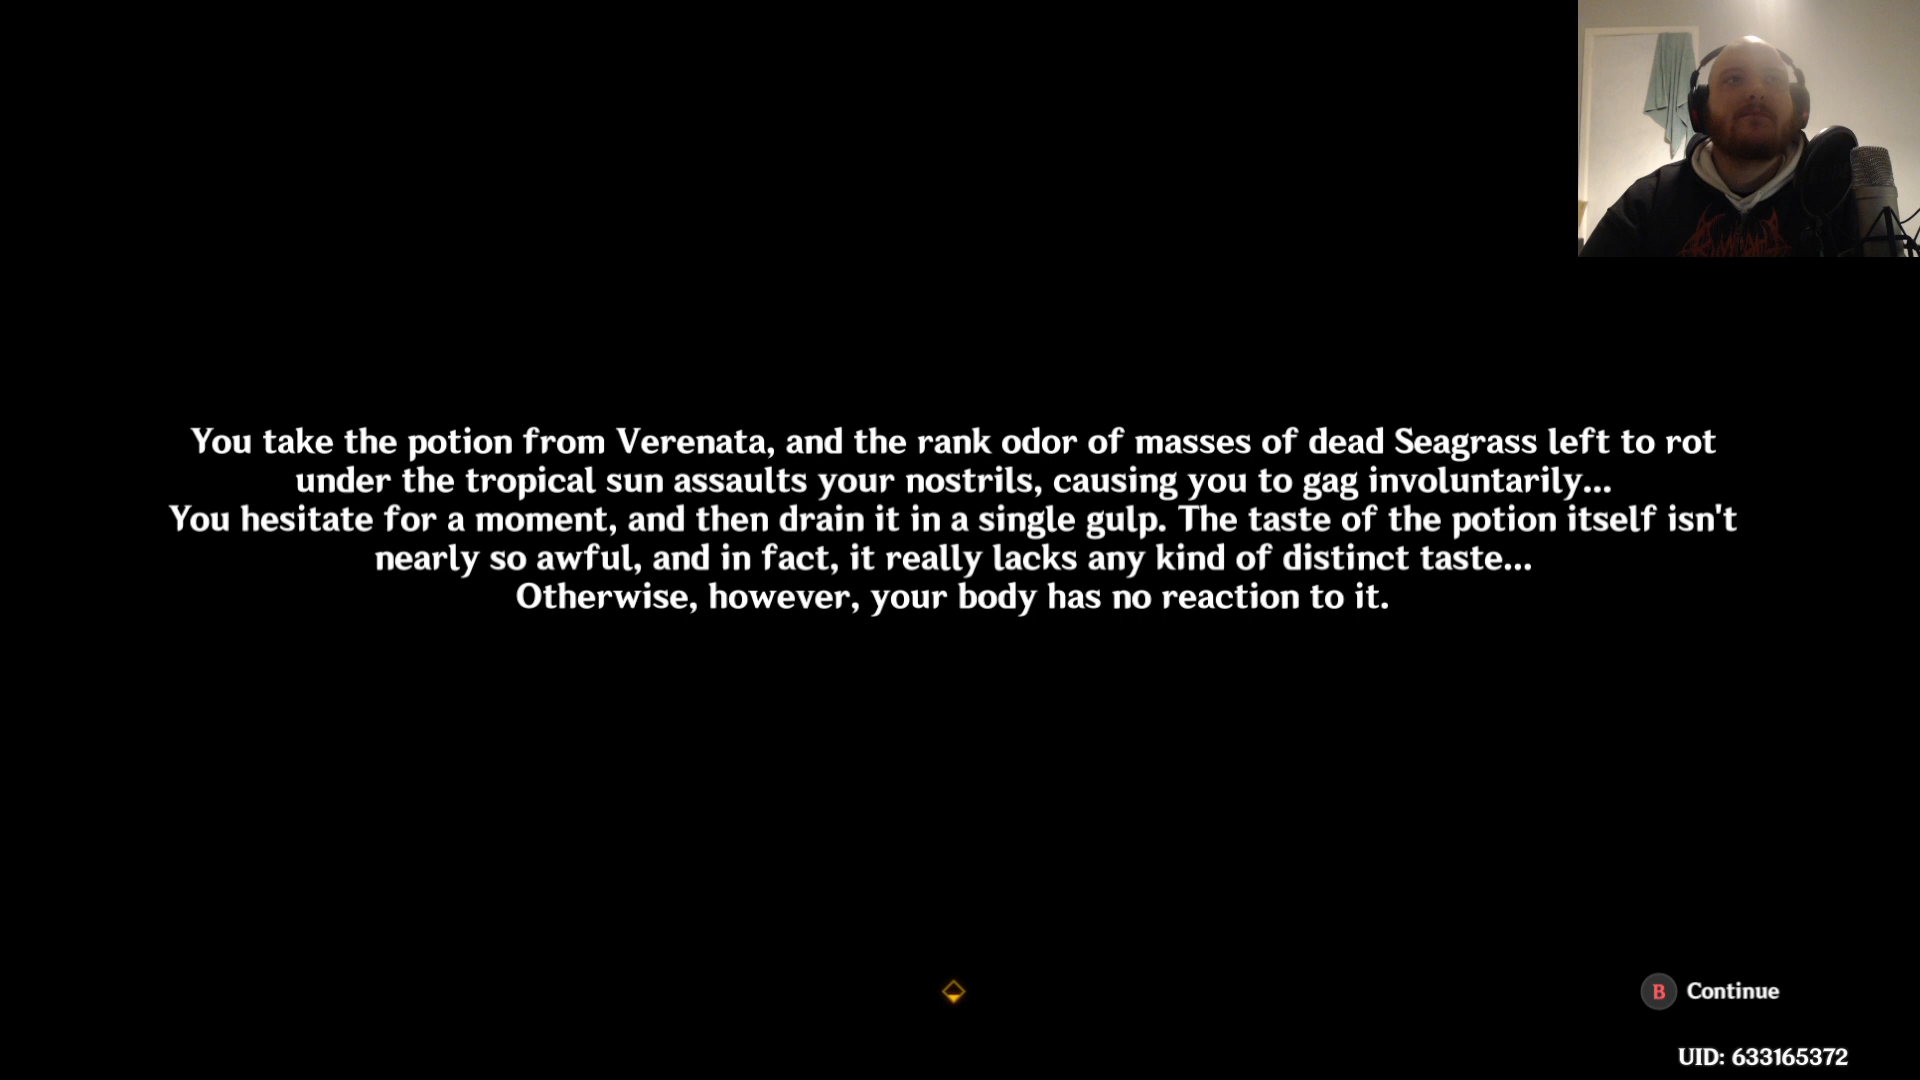 You take the potion from Verenata, and the rank odor of masses of dead Seagrass left to rot
under the tropical sun assaults your nostrils, causing you to gag involuntarily...
You hesitate for a moment, and then drain it in a single gulp. The taste of the potion itself isn't
nearly so awful, and in fact, it really lacks any kind of distinct taste...
Otherwise, however, your body has no reaction to it.
B Continue
UID: 633165372